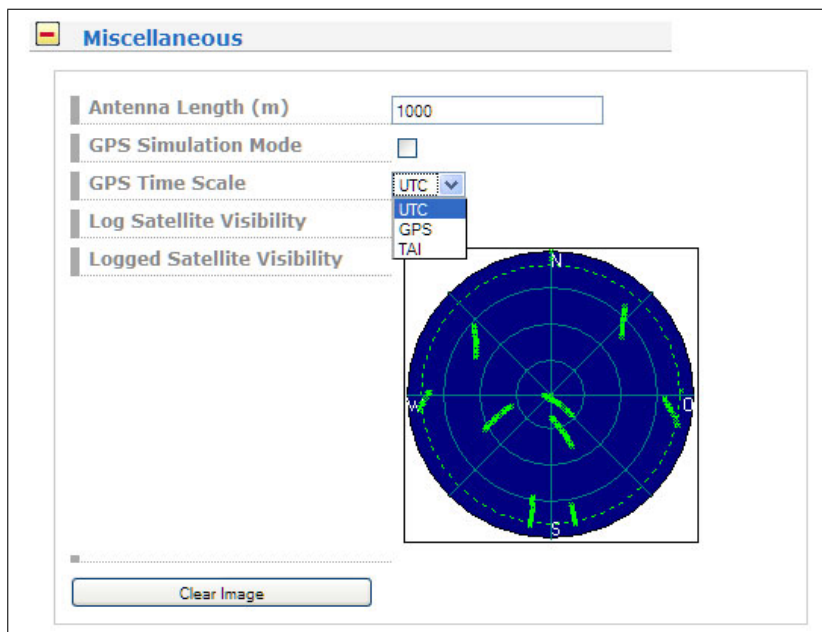 Miscellaneous
Antenna Length (m) 1000
GPS Simulation Mode
GPS Time Scale UTC
UTC
GPS
TAI
Log Satellite Visibility
Logged Satellite Visibility
N
W O
S
Clear Image